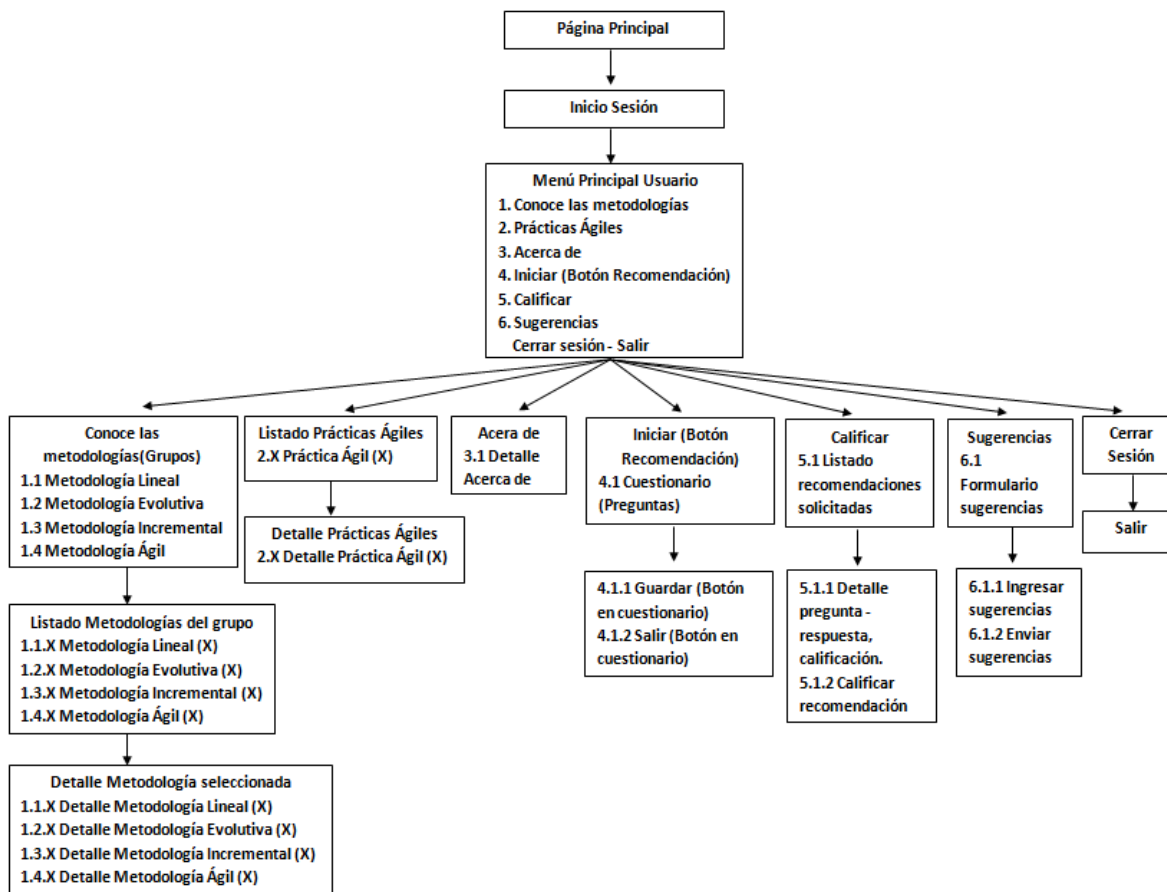 Página Principal
Inicio Sesión
Menú Principal Usuario
1. Conoce las metodologías
2. Prácticas Ágiles
3. Acerca de
4. Iniciar (Botón Recomendación)
5. Calificar
6. Sugerencias
Cerrar sesión - Salir
Conoce las
metodologías(Grupos)
1.1 Metodología Lineal
1.2 Metodología Evolutiva
1.3 Metodología Incremental
1.4 Metodología Ágil
Listado Metodologías del grupo
1.1.X Metodología Lineal (X)
1.2.X Metodología Evolutiva (X)
1.3.X Metodología Incremental (X)
1.4.X Metodología Ágil (X)
Detalle Metodología seleccionada
1.1.X Detalle Metodología Lineal (X)
1.2.X Detalle Metodología Evolutiva (X)
1.3.X Detalle Metodología Incremental (X)
1.4.X Detalle Metodología Ágil (X)
Listado Prácticas Ágiles
2.X Práctica Ágil (X)
Detalle Prácticas Ágiles
2.X Detalle Práctica Ágil (X)
Acera de
3.1 Detalle
Acerca de
Iniciar (Botón
Recomendación)
4.1 Cuestionario
(Preguntas)
4.1.1 Guardar (Botón
en cuestionario)
4.1.2 Salir (Botón en
cuestionario)
Calificar
5.1 Listado
recomendaciones
solicitadas
5.1.1 Detalle
pregunta -
respuesta,
calificación.
5.1.2 Calificar
recomendación
Sugerencias
6.1
Formulario
sugerencias
6.1.1 Ingresar
sugerencias
6.1.2 Enviar
sugerencias
Cerrar
Sesión
Salir